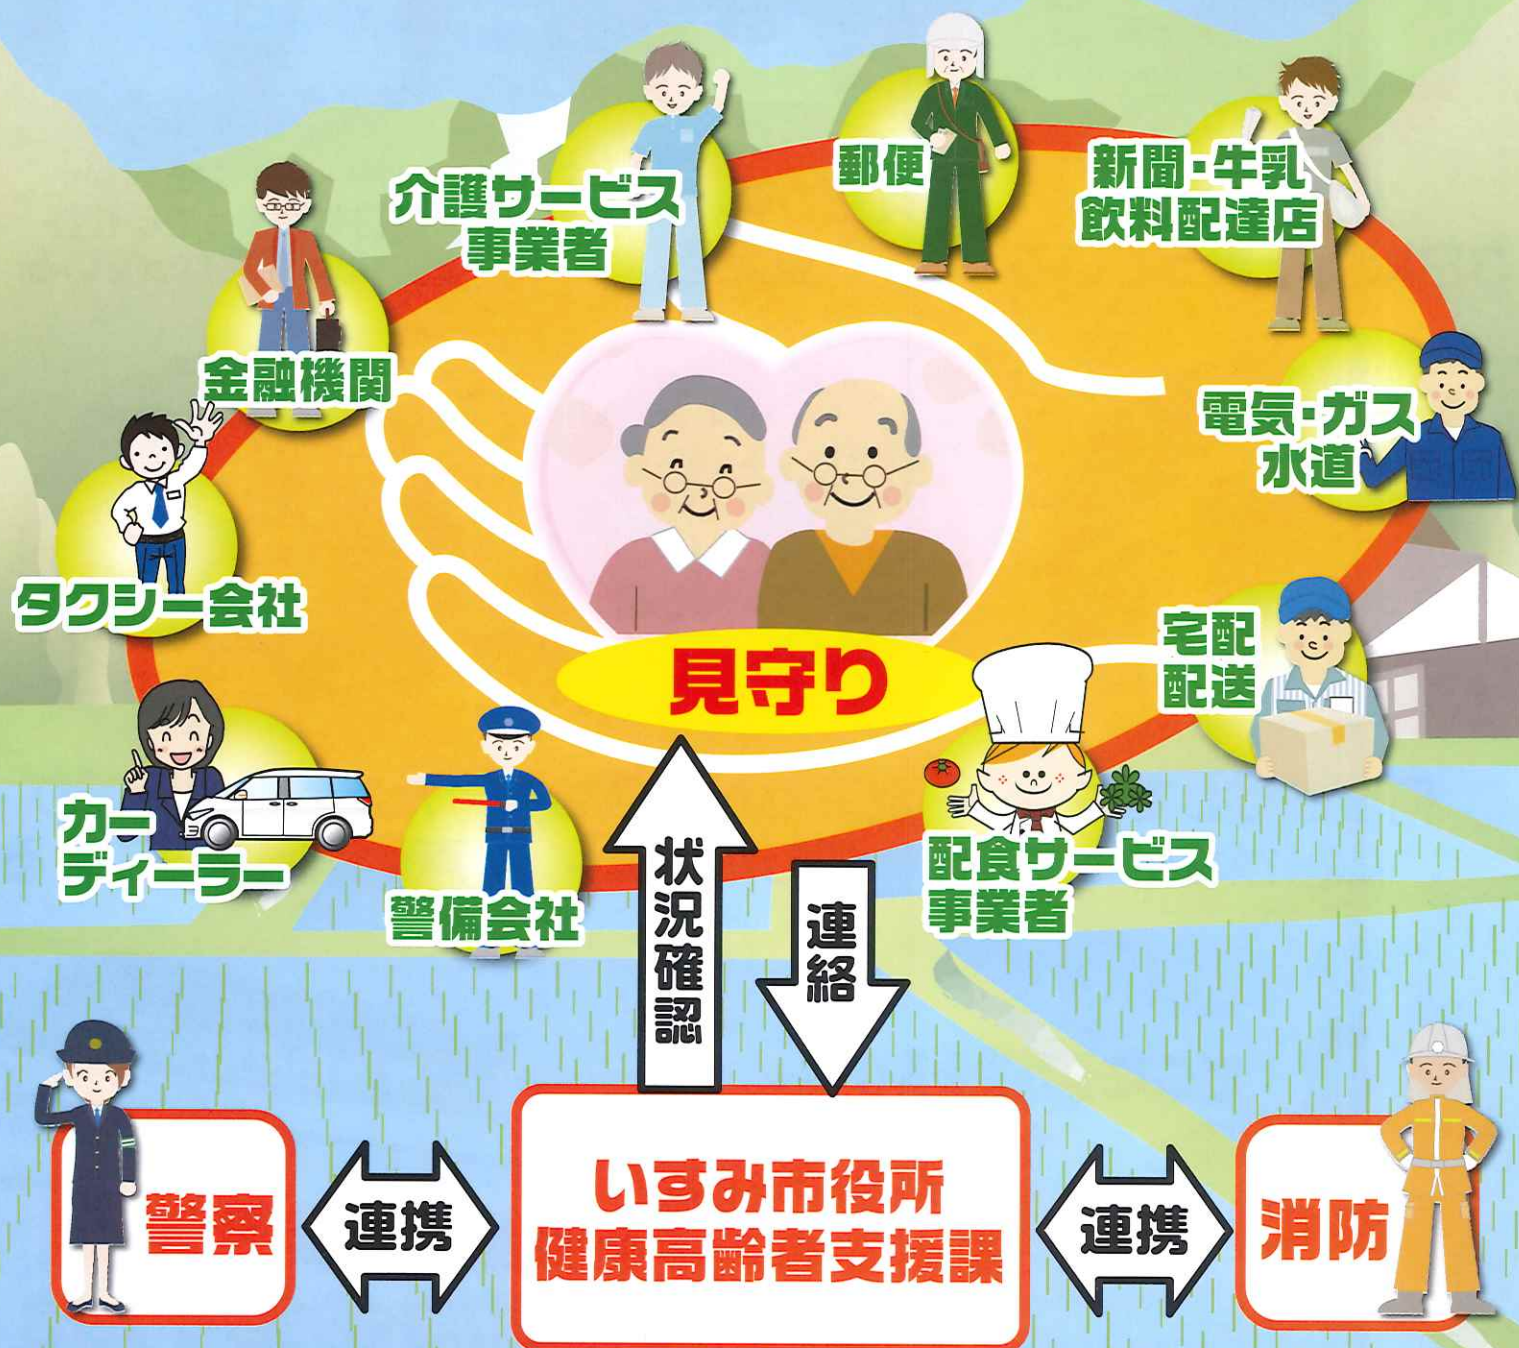 郵便
新聞・牛乳
飲料配達店
介護サービス
事業者
金融機関
電気・ガス
水道
タクシー会社
宅配
配送
見守り
カー
ディーラー
警備会社
配食サービス
事業者
状況確認
連絡
警察
連携
いすみ市役所
健康高齢者支援課
連携
消防